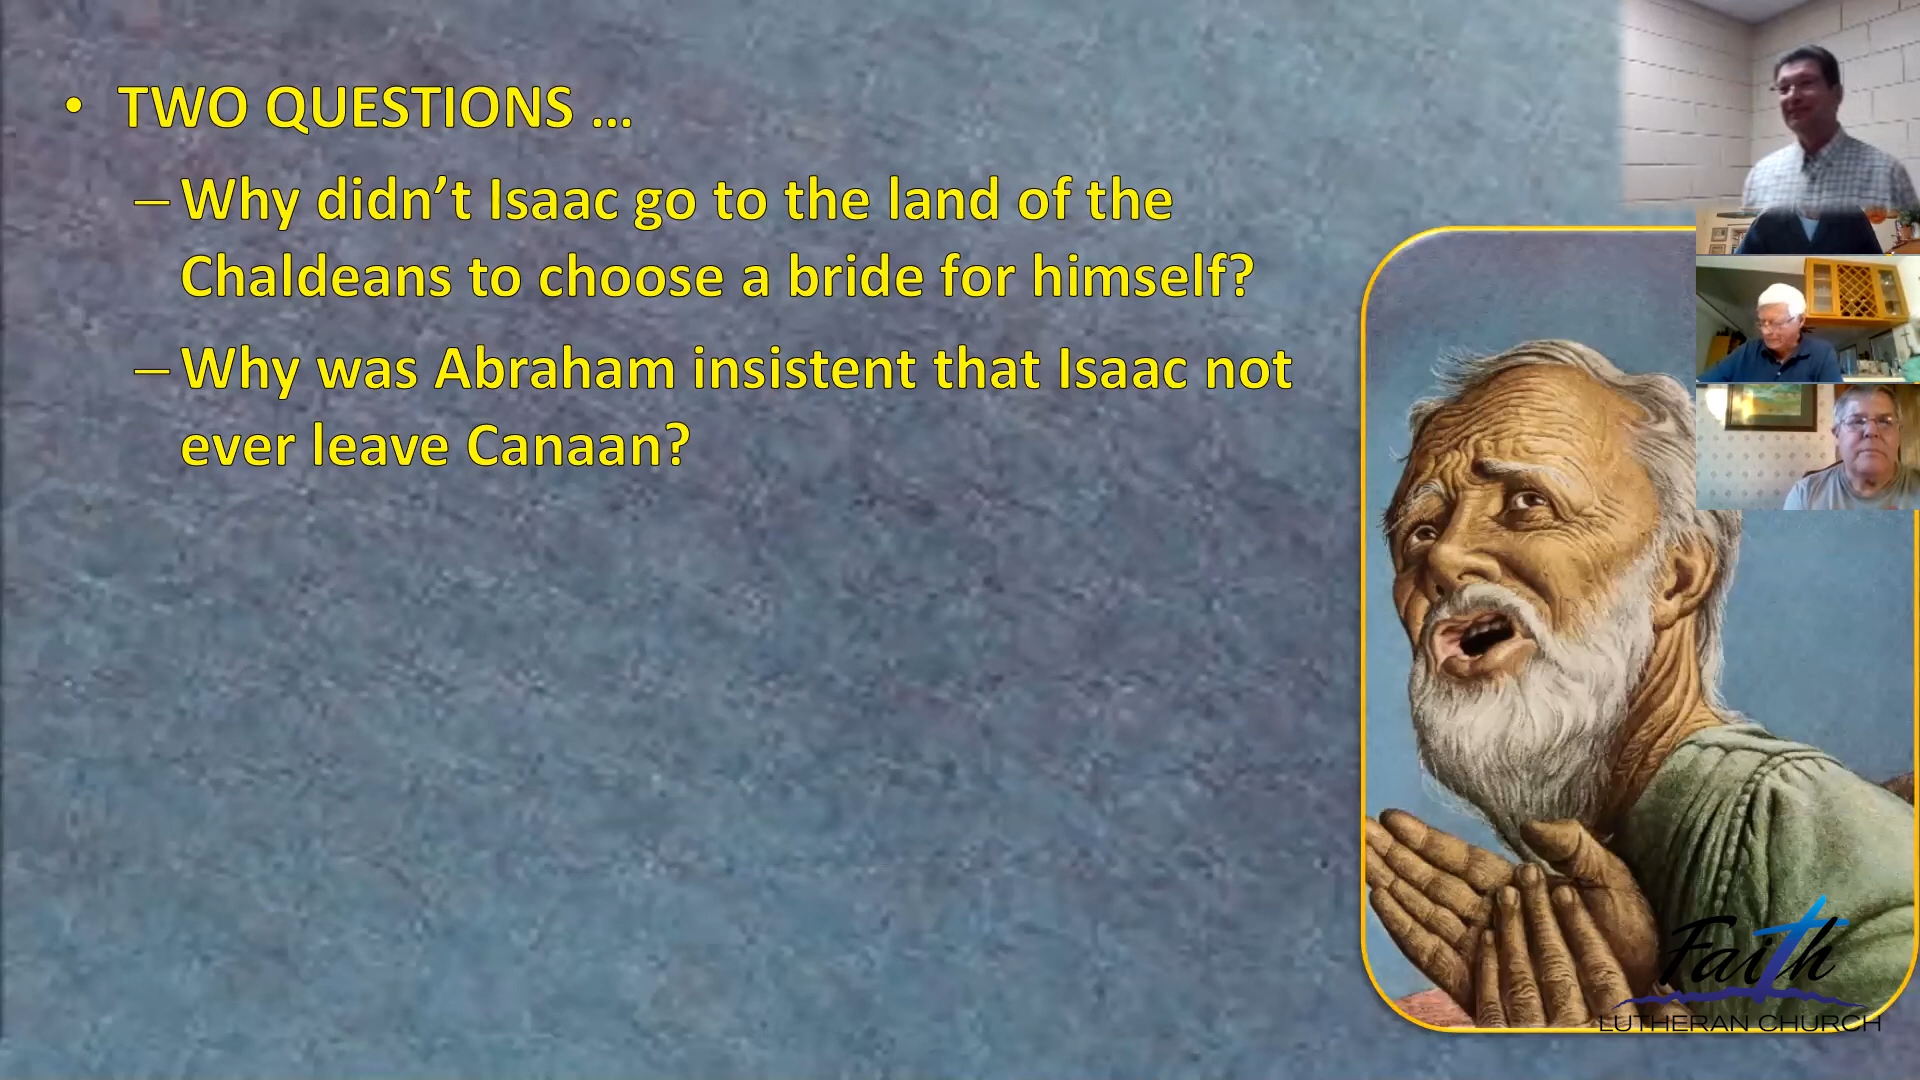 • TWO QUESTIONS ...
– Why didn't Isaac go to the land of the
Chaldeans to choose a bride for himself?
– Why was Abraham insistent that Isaac not
ever leave Canaan?
Faith
LUTHERAN CHURCH